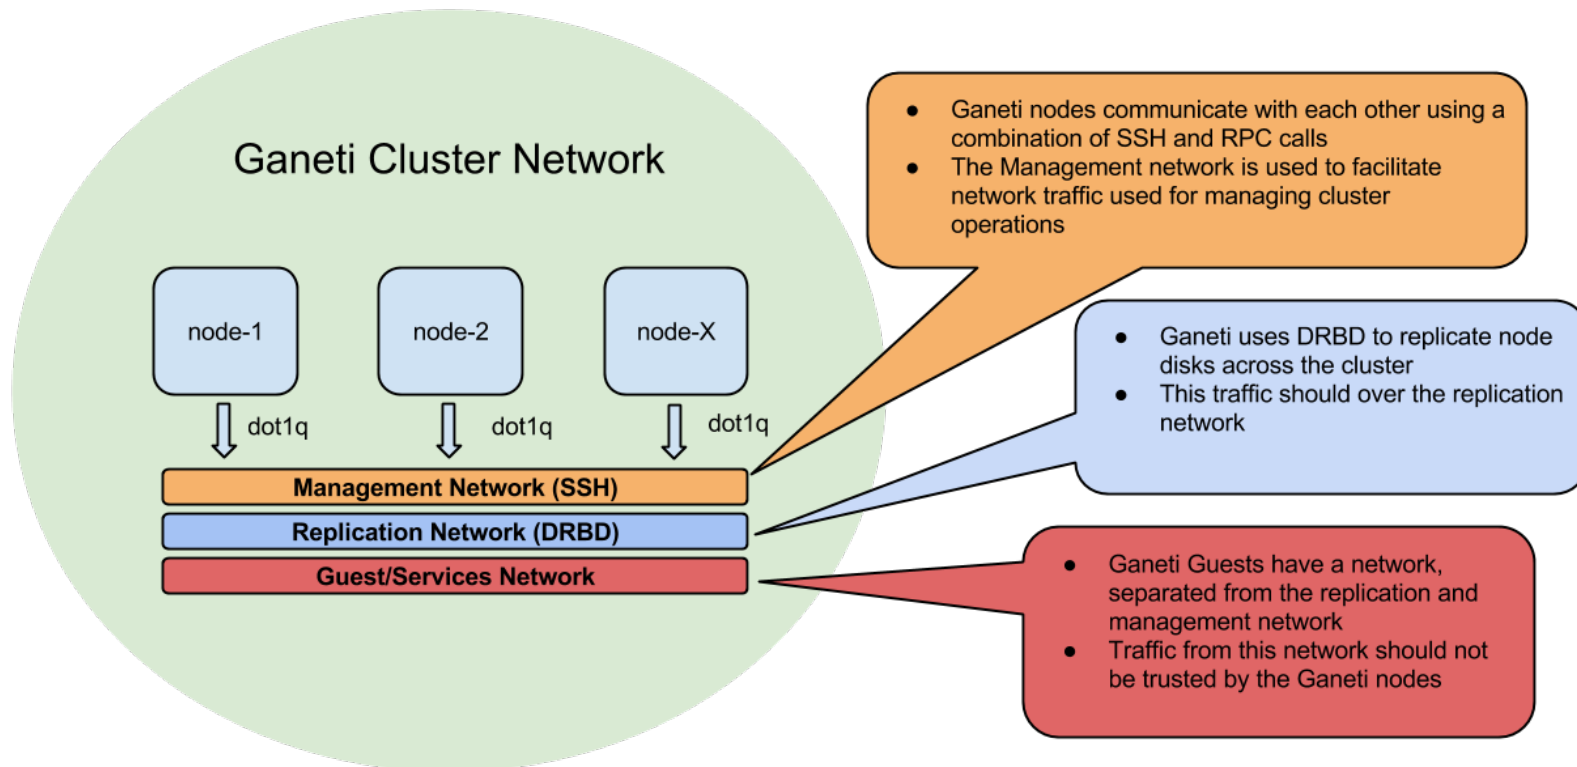 Ganeti Cluster Network
node-1
node-2
node-X
dot1q
dot1q
dot1q
Management Network (SSH)
Replication Network (DRBD)
Guest/Services Network
● Ganeti nodes communicate with each other using a
combination of SSH and RPC calls
● The Management network is used to facilitate
network traffic used for managing cluster
operations
● Ganeti uses DRBD to replicate node
disks across the cluster
● This traffic should over the replication
network
● Ganeti Guests have a network,
separated from the replication and
management network
● Traffic from this network should not
be trusted by the Ganeti nodes